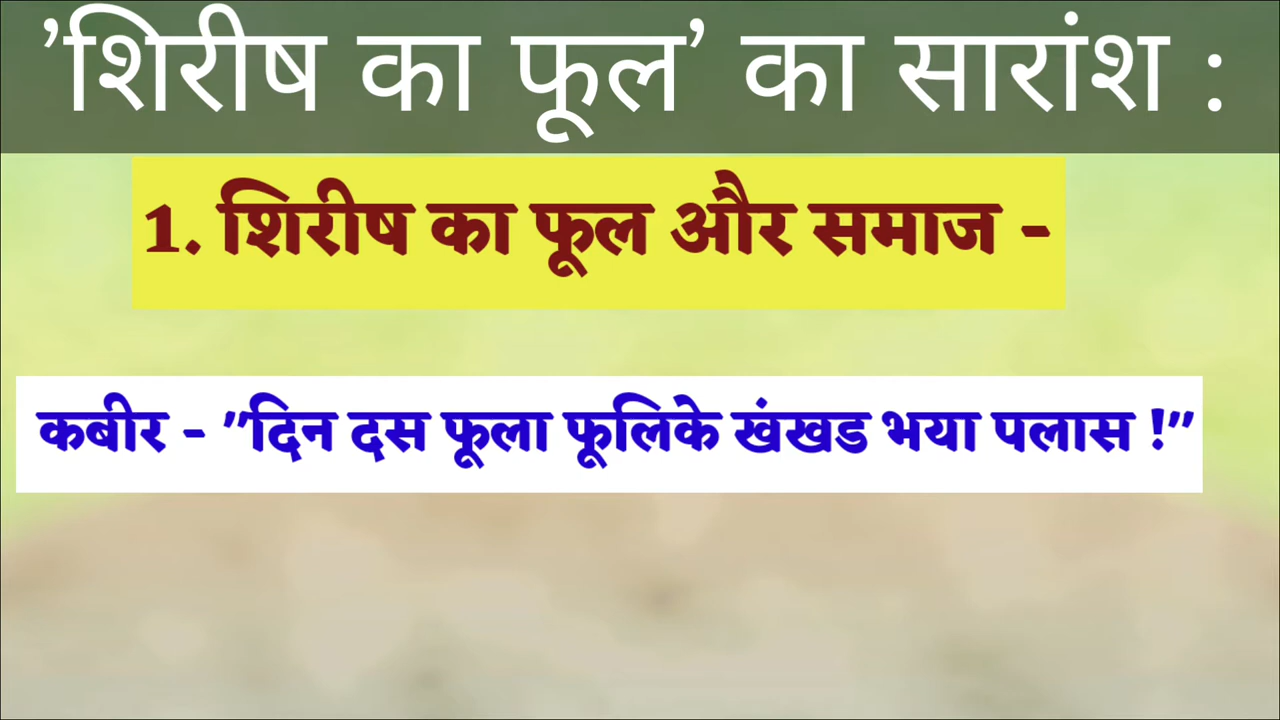 ’शिरीष का फूल’ का सारांश :
1. शिरीष का फूल और समाज -
कबीर - "दिन दस फूला फूलिके खंखड भया पलास !"